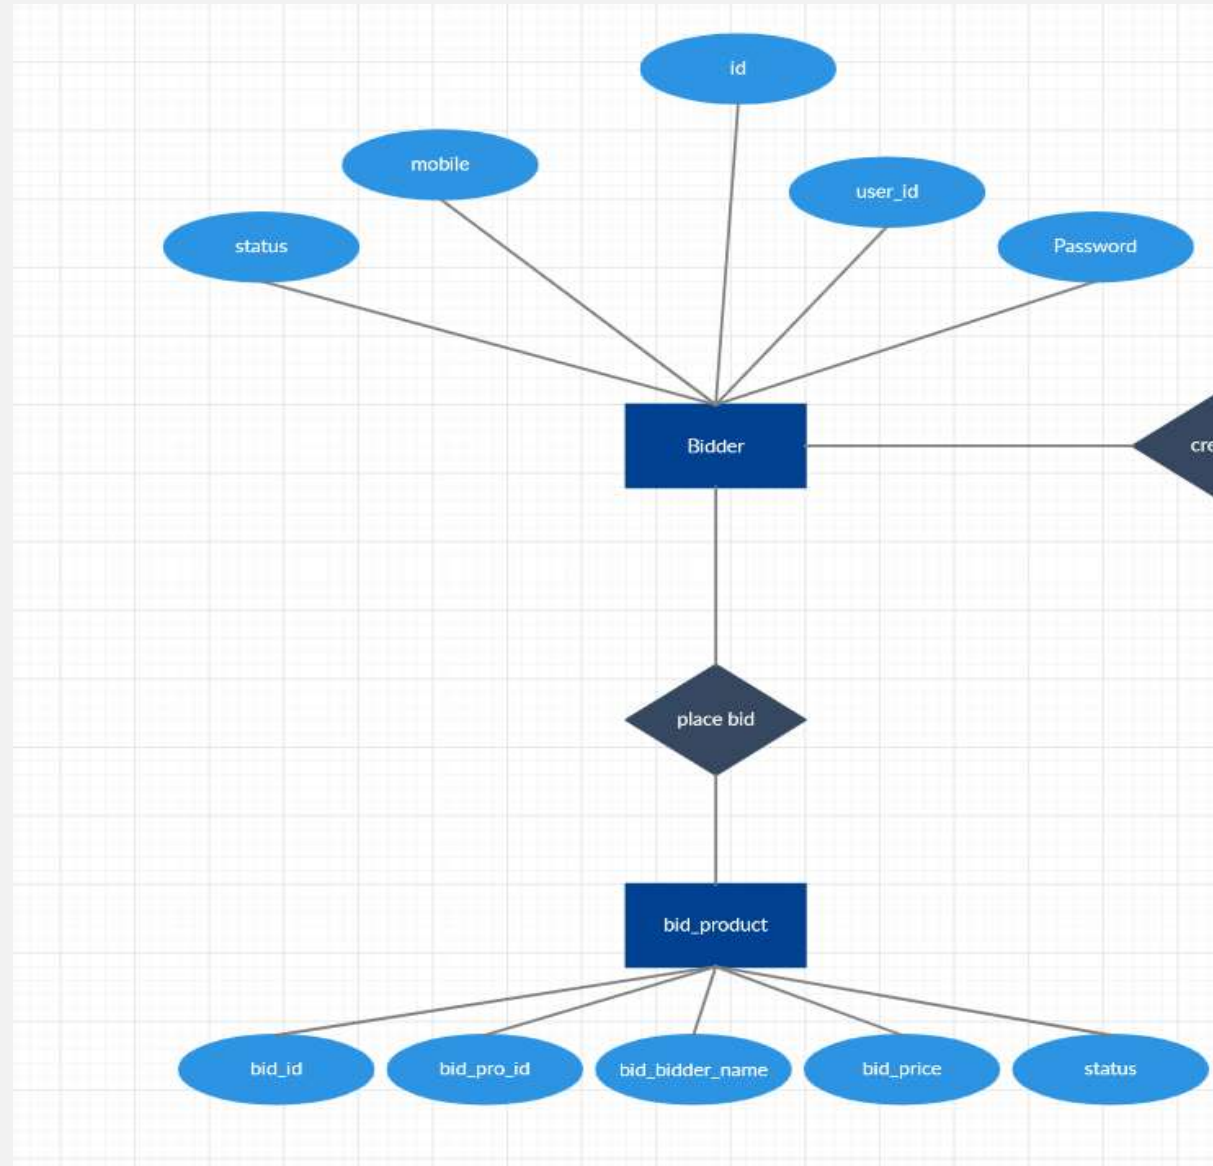 id
mobile
user_id
status
Password
Bidder
place bid
bid_product
bid_id
bid_pro_id
bid_bidder_name
bid_price
status